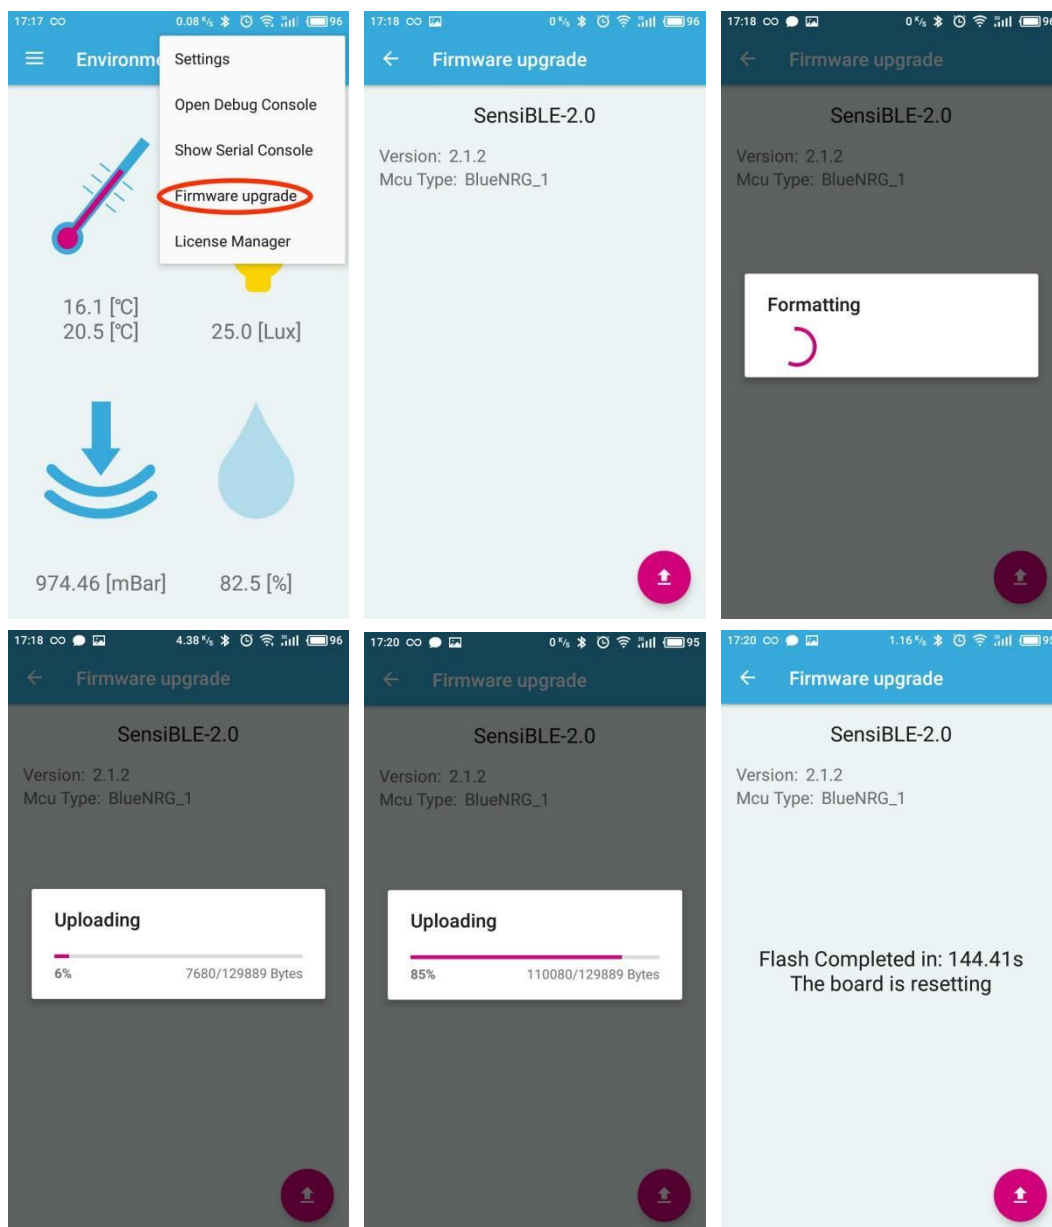 17:17
0.08 K/s
96
Environme
Settings
Open Debug Console
Show Serial Console
Firmware upgrade
License Manager
16.1 [°C]
20.5 [°C]
25.0 [Lux]
974.46 [mBar]
82.5 [%]
17:18
0 K/s
96
Firmware upgrade
SensiBLE-2.0
Version: 2.1.2
Mcu Type: BlueNRG_1
17:18
0 K/s
96
Firmware upgrade
SensiBLE-2.0
Version: 2.1.2
Mcu Type: BlueNRG_1
Formatting
17:18
4.38 K/s
96
Firmware upgrade
SensiBLE-2.0
Version: 2.1.2
Mcu Type: BlueNRG_1
Uploading
6%
7680/129889 Bytes
17:20
0 K/s
95
Firmware upgrade
SensiBLE-2.0
Version: 2.1.2
Mcu Type: BlueNRG_1
Uploading
85%
110080/129889 Bytes
17:20
1.16 K/s
95
Firmware upgrade
SensiBLE-2.0
Version: 2.1.2
Mcu Type: BlueNRG_1
Flash Completed in: 144.41s
The board is resetting